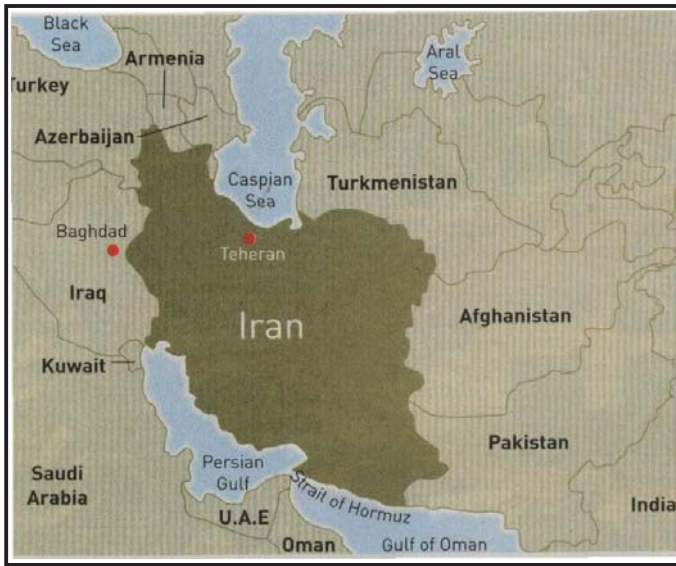 Black
Sea
Armenia
Aral
Sea
Turkey
Azerbaijan
Caspian
Sea
Turkmenistan
Baghdad
Teheran
Iraq
Iran
Afghanistan
Kuwait
Pakistan
Persian
Gulf
Saudi
Arabia
Strait of Hormuz
India
U.A.E
Oman
Gulf of Oman